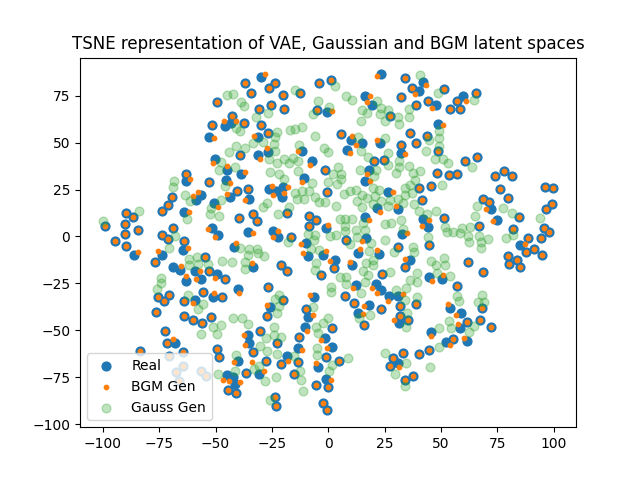 TSNE representation of VAE, Gaussian and BGM latent spaces
75
50
25
0
−25
−50
−75
−100
Real
BGM Gen
Gauss Gen
−100 −75 −50 −25 0 25 50 75 100